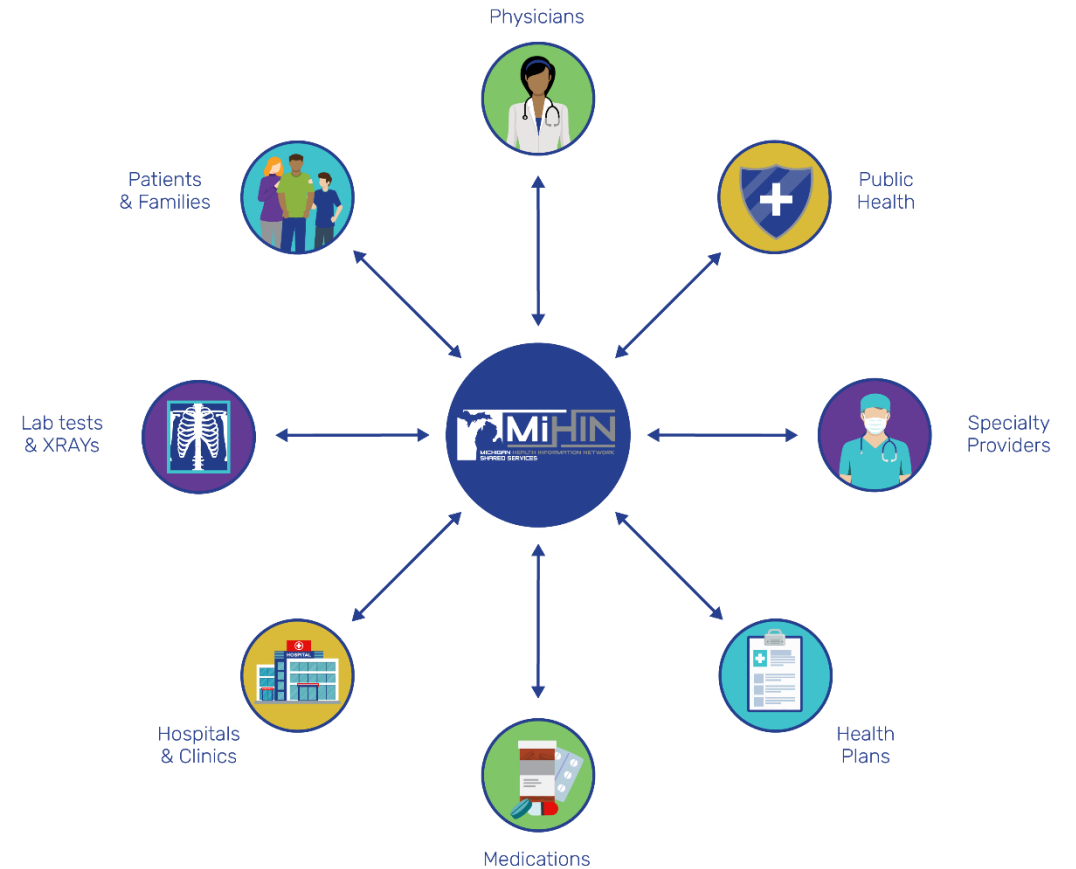 Physicians
Patients
& Families
Public
Health
Lab tests
& XRAYs
MiHIN
MICHIGAN HEALTH INFORMATION NETWORK
SHARED SERVICES
Specialty
Providers
HOSPITAL
Hospitals
& Clinics
Health
Plans
Medications